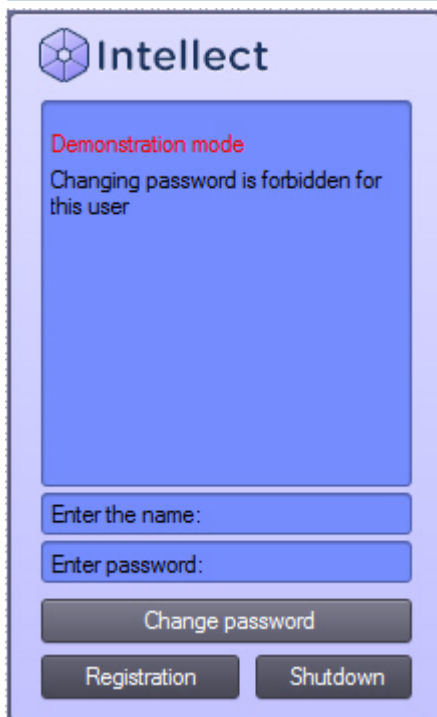 Intellect
Demonstration mode
Changing password is forbidden for
this user
Enter the name:
Enter password:
Change password
Registration
Shutdown